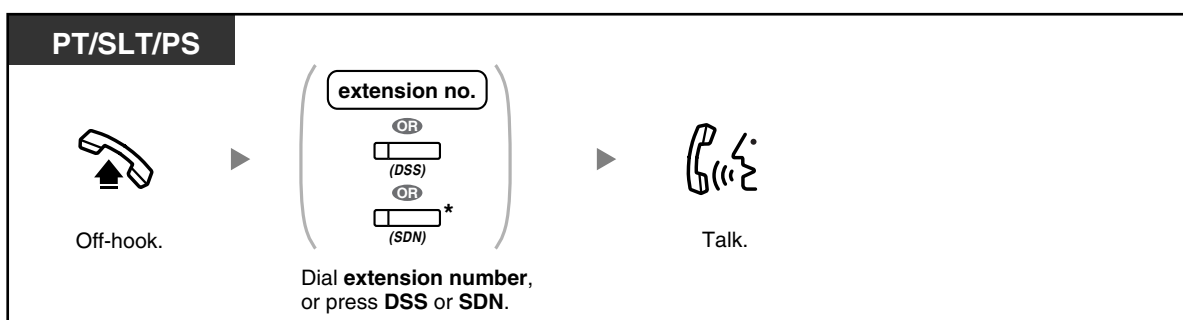 PT/SLT/PS
extension no.
OR
(DSS)
OR
*
(SDN)
Off-hook.
Talk.
Dial extension number,
or press DSS or SDN.